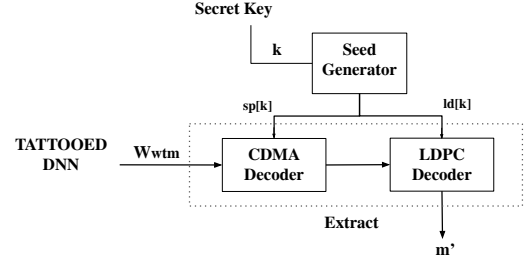 Secret Key
k
Seed
Generator
sp[k]
ld[k]
TATTOOED
DNN
Wwtm
CDMA
Decoder
LDPC
Decoder
Extract
m'